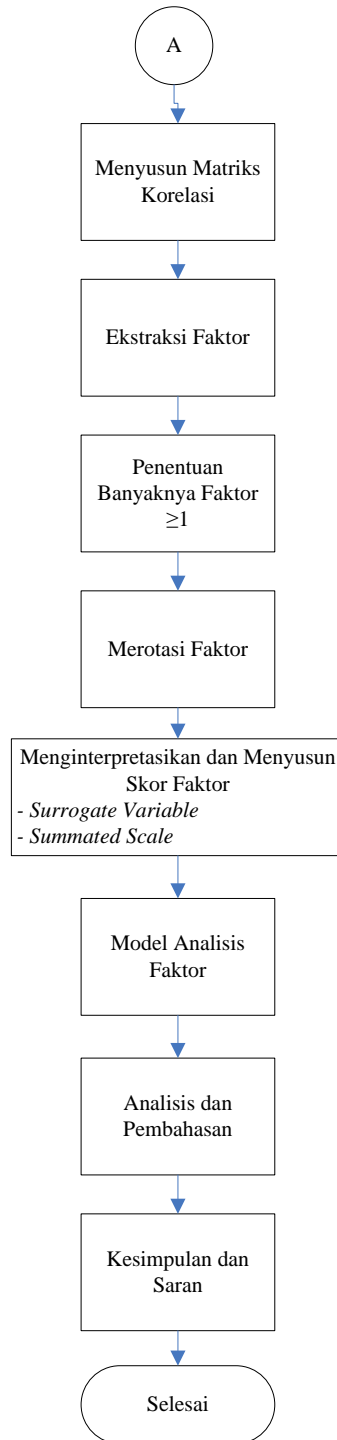 A
Menyusun Matriks
Korelasi
Ekstraksi Faktor
Penentuan
Banyaknya Faktor
≥1
Merotasi Faktor
Menginterpretasikan dan Menyusun
Skor Faktor
- Surrogate Variable
- Summated Scale
Model Analisis
Faktor
Analisis dan
Pembahasan
Kesimpulan dan
Saran
Selesai